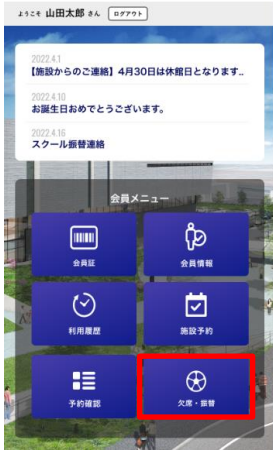 ようこそ 山田太郎 さん ログアウト
2022.4.1
【施設からのご連絡】4月30日は休館日となります..
2022.4.10
お誕生日おめでとうございます。
2022.4.16
スクール振替連絡
会員メニュー
会員証 会員情報
利用履歴 施設予約
予約確認 欠席・振替